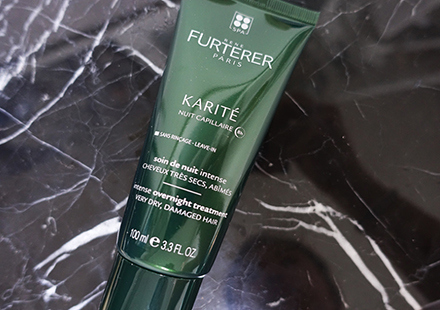 SPA
RENE
FURTERER
PARIS
KARITÉ
NUIT CAPILLAIRE
SANS RINÇAGE - LEAVE-IN
soin de nuit intense
CHEVEUX TRÈS SECS, ABÎMÉS
intense overnight treatment
VERY DRY, DAMAGED HAIR
100 ml e 3.3 FL.OZ